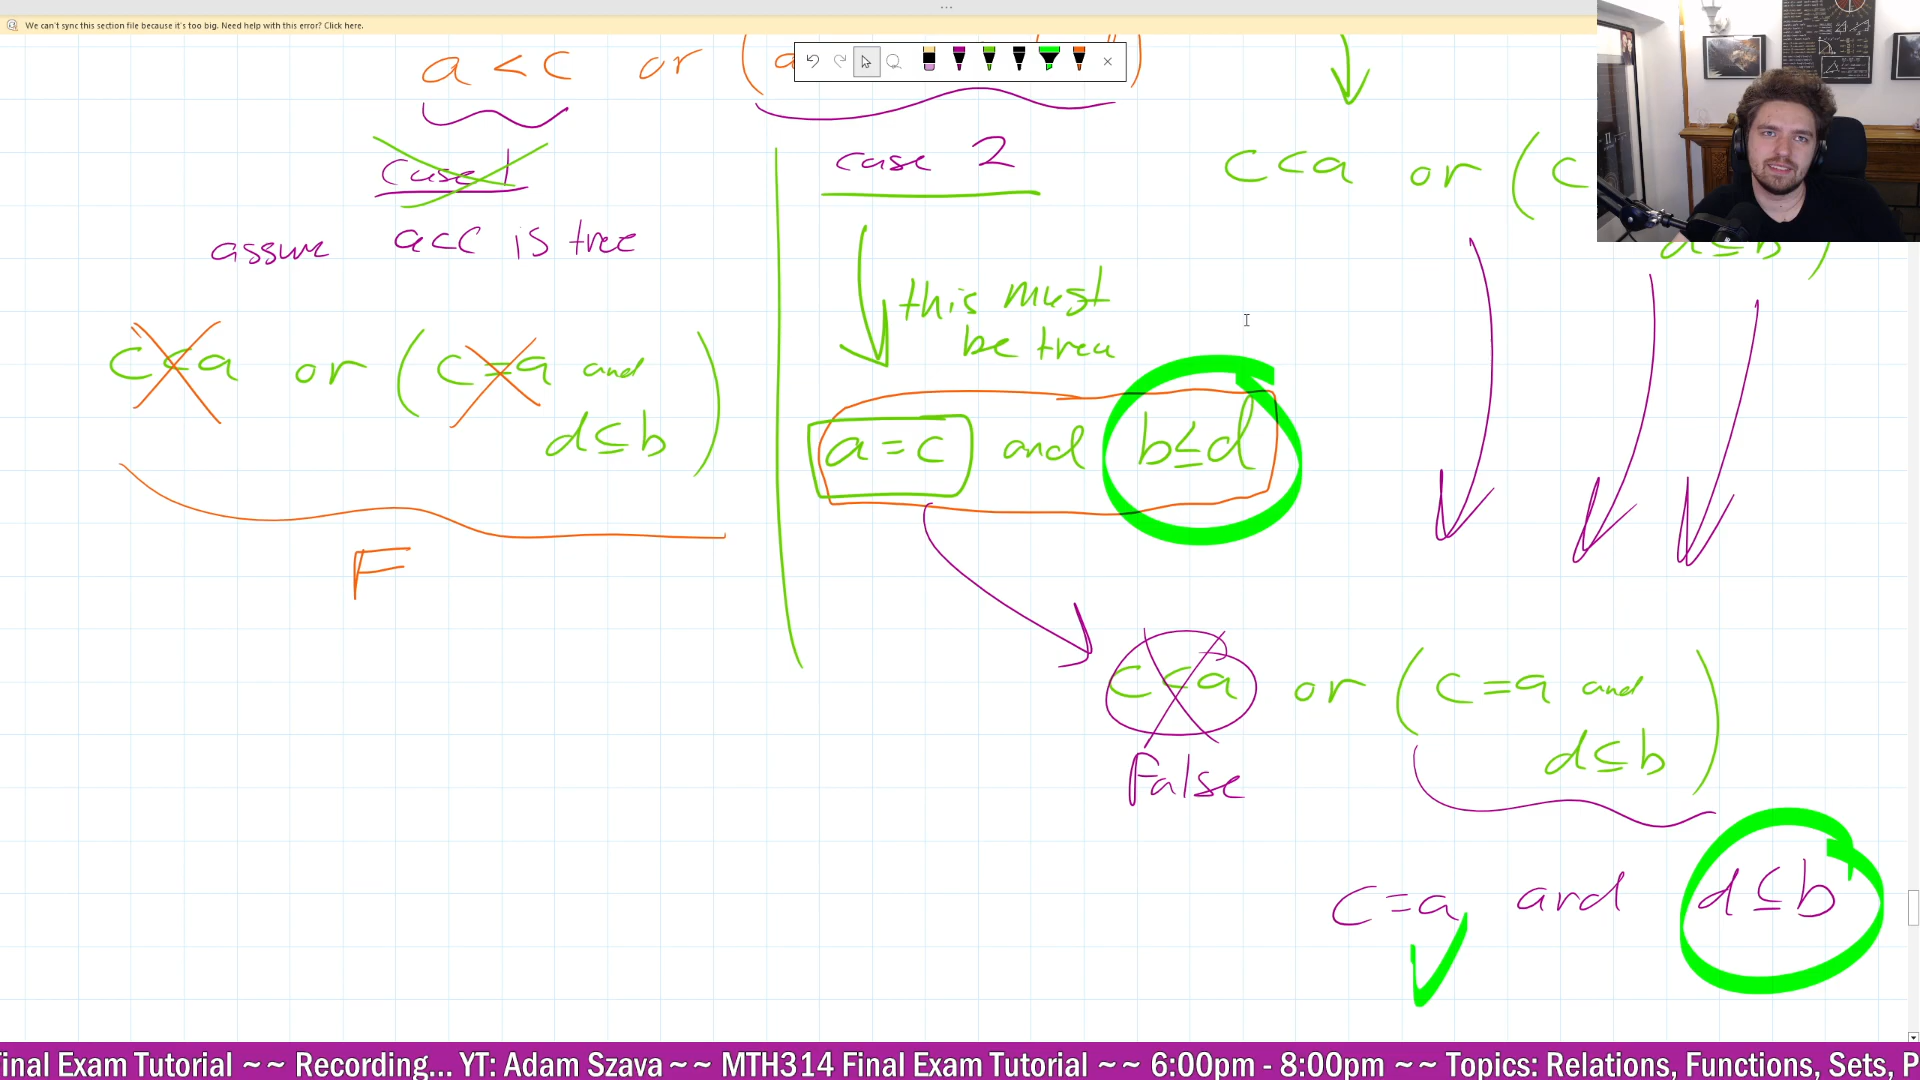 We can't sync this section file because it's too big. Need help with this error? Click here.
a < c or (a
case 1
assume a<c is true
c<a or (c=a and
d≤b)
F
case 2
this must
be true
a=c and b≤d
c<a or (c
d≤b)
c<a or (c=a and
d≤b)
False
c=a and d≤b
inal Exam Tutorial ~~ Recording... YT: Adam Szava ~~ MTH314 Final Exam Tutorial ~~ 6:00pm - 8:00pm ~~ Topics: Relations, Functions, Sets, P